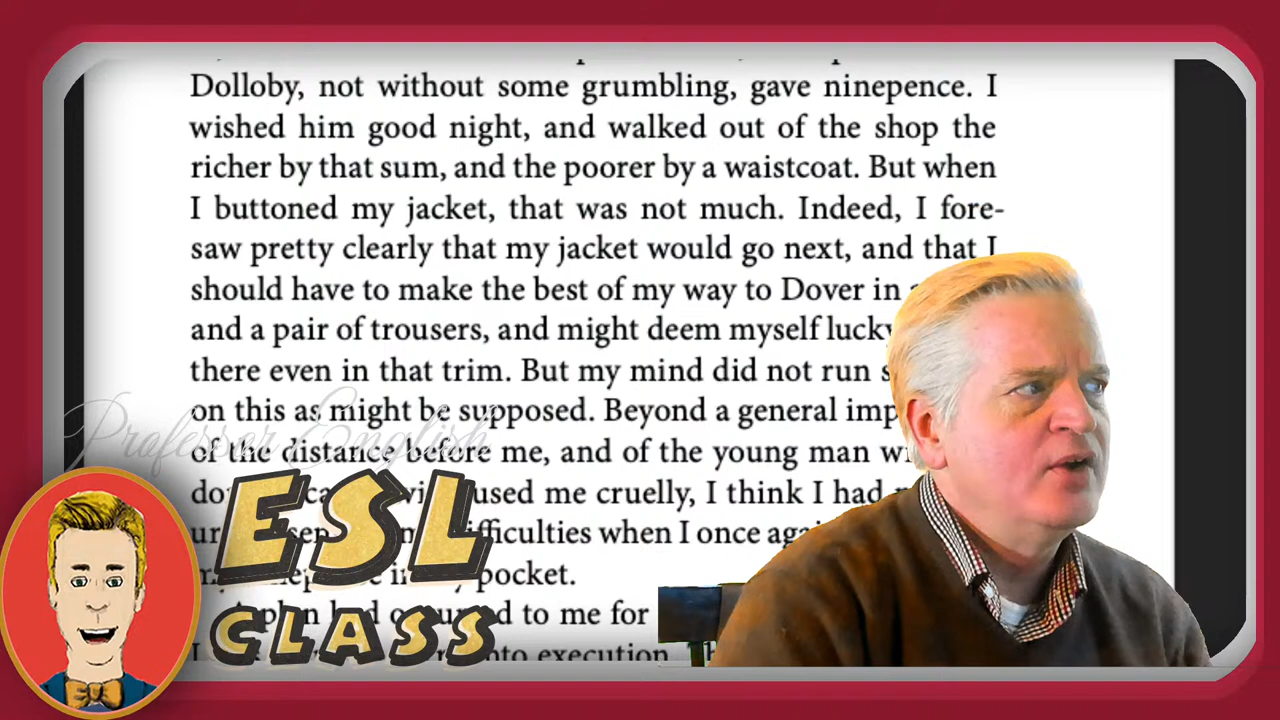 Dolloby, not without some grumbling, gave ninepence. I
wished him good night, and walked out of the shop the
richer by that sum, and the poorer by a waistcoat. But when
I buttoned my jacket, that was not much. Indeed, I fore-
saw pretty clearly that my jacket would go next, and that I
should have to make the best of my way to Dover in
and a pair of trousers, and might deem myself lucky
there even in that trim. But my mind did not run
on this as might be supposed. Beyond a general
of the distance before me, and of the young man
used me cruelly, I think I had
difficulties when I once
pocket.
to me for
into execution.
Professor English
ESL
CLASS